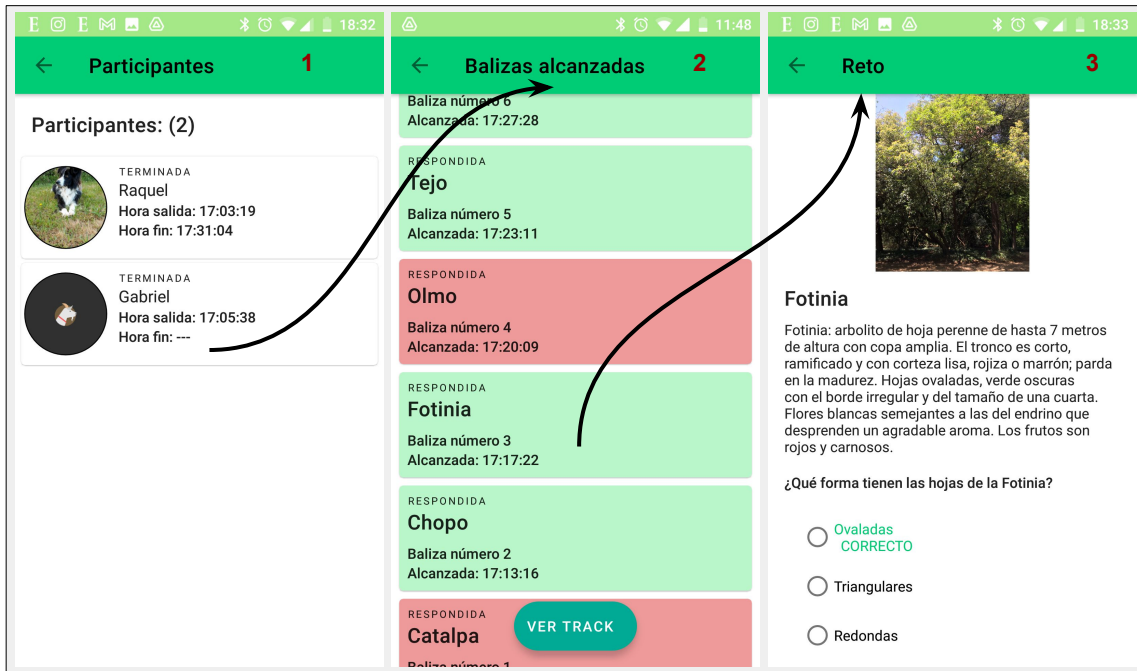 E E M 18:32
Participantes 1
Participantes: (2)
TERMINADA
Raquel
Hora salida: 17:03:19
Hora fin: 17:31:04
TERMINADA
Gabriel
Hora salida: 17:05:38
Hora fin: ---
11:48
Balizas alcanzadas 2
Baliza número 6
Alcanzada: 17:27:28
RESPONDIDA
Tejo
Baliza número 5
Alcanzada: 17:23:11
RESPONDIDA
Olmo
Baliza número 4
Alcanzada: 17:20:09
RESPONDIDA
Fotinia
Baliza número 3
Alcanzada: 17:17:22
RESPONDIDA
Chopo
Baliza número 2
Alcanzada: 17:13:16
RESPONDIDA
Catalpa
VER TRACK
Baliza número 1
E E M 18:33
Reto 3
Fotinia
Fotinia: arbolito de hoja perenne de hasta 7 metros
de altura con copa amplia. El tronco es corto,
ramificado y con corteza lisa, rojiza o marrón; parda
en la madurez. Hojas ovaladas, verde oscuras
con el borde irregular y del tamaño de una cuarta.
Flores blancas semejantes a las del endrino que
desprenden un agradable aroma. Los frutos son
rojos y carnosos.
¿Qué forma tienen las hojas de la Fotinia?
Ovaladas
CORRECTO
Triangulares
Redondas